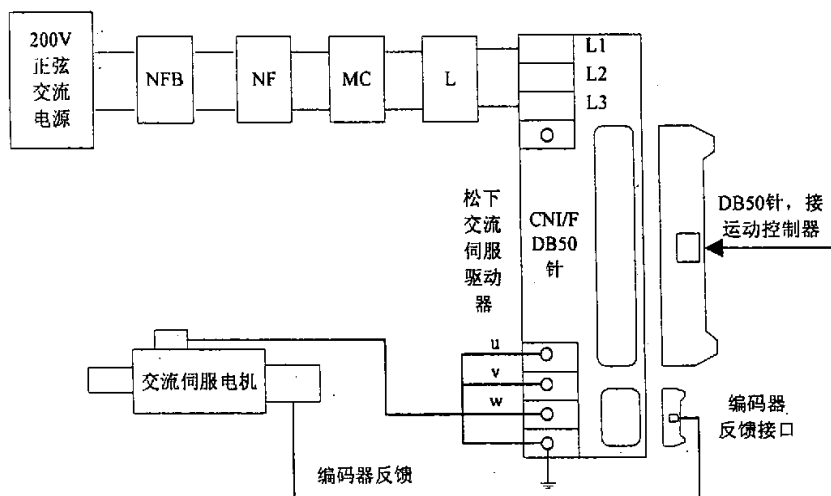 200V
正弦
交流
电源
NFB
NF
MC
L
L1
L2
L3
松下
交流
伺服
驱动
器
CNI/F
DB50
针
DB50针，接
运动控制器
u
v
w
交流伺服电机
编码器
反馈接口
编码器反馈